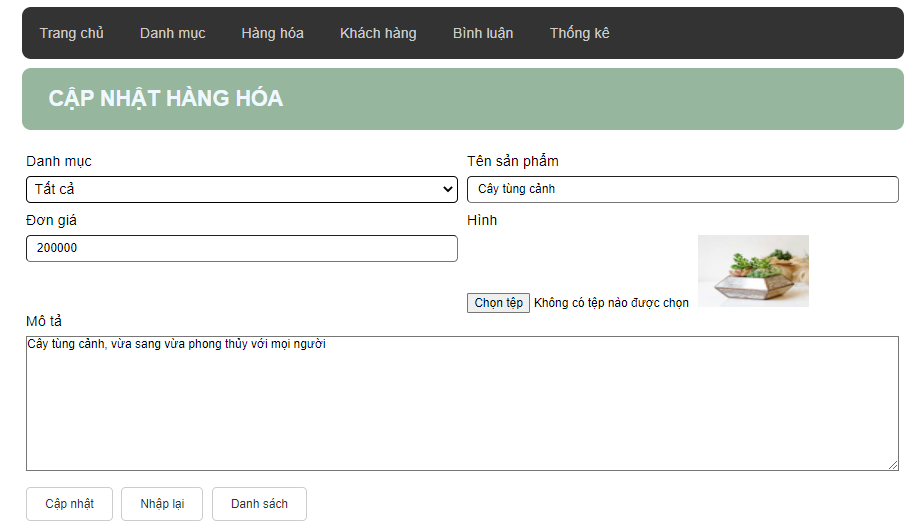 Trang chủ Danh mục Hàng hóa Khách hàng Bình luận Thống kê
CẬP NHẬT HÀNG HÓA
Danh mục Tên sản phẩm
Tất cả Cây tùng cảnh
Đơn giá Hình
200000
Chọn tệp Không có tệp nào được chọn
Mô tả
Cây tùng cảnh, vừa sang vừa phong thủy với mọi người
Cập nhật Nhập lại Danh sách